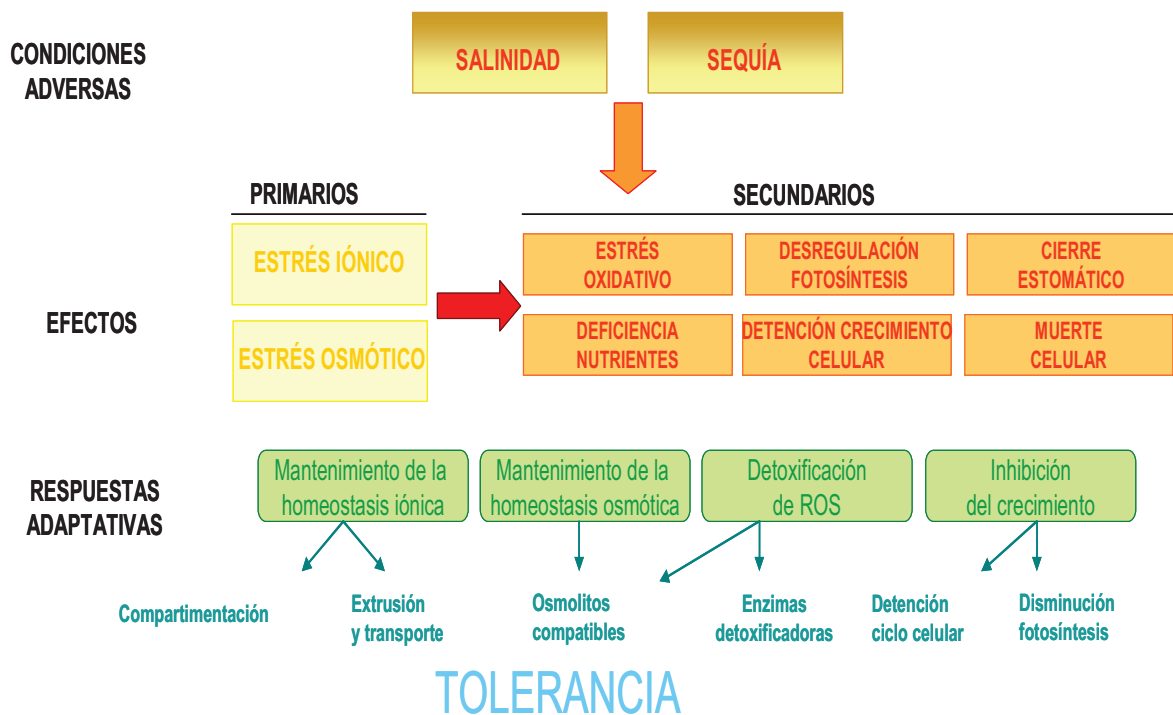 CONDICIONES
ADVERSAS
SALINIDAD
SEQUÍA
PRIMARIOS
SECUNDARIOS
EFECTOS
ESTRÉS IÓNICO
ESTRÉS OSMÓTICO
ESTRÉS
OXIDATIVO
DESREGULACIÓN
FOTOSÍNTESIS
CIERRE
ESTOMÁTICO
DEFICIENCIA
NUTRIENTES
DETENCIÓN CRECIMIENTO
CELULAR
MUERTE
CELULAR
RESPUESTAS
ADAPTATIVAS
Mantenimiento de la
homeostasis iónica
Mantenimiento de la
homeostasis osmótica
Detoxificación
de ROS
Inhibición
del crecimiento
Compartimentación
Extrusión
y transporte
Osmolitos
compatibles
Enzimas
detoxificadoras
Detención
ciclo celular
Disminución
fotosíntesis
TOLERANCIA